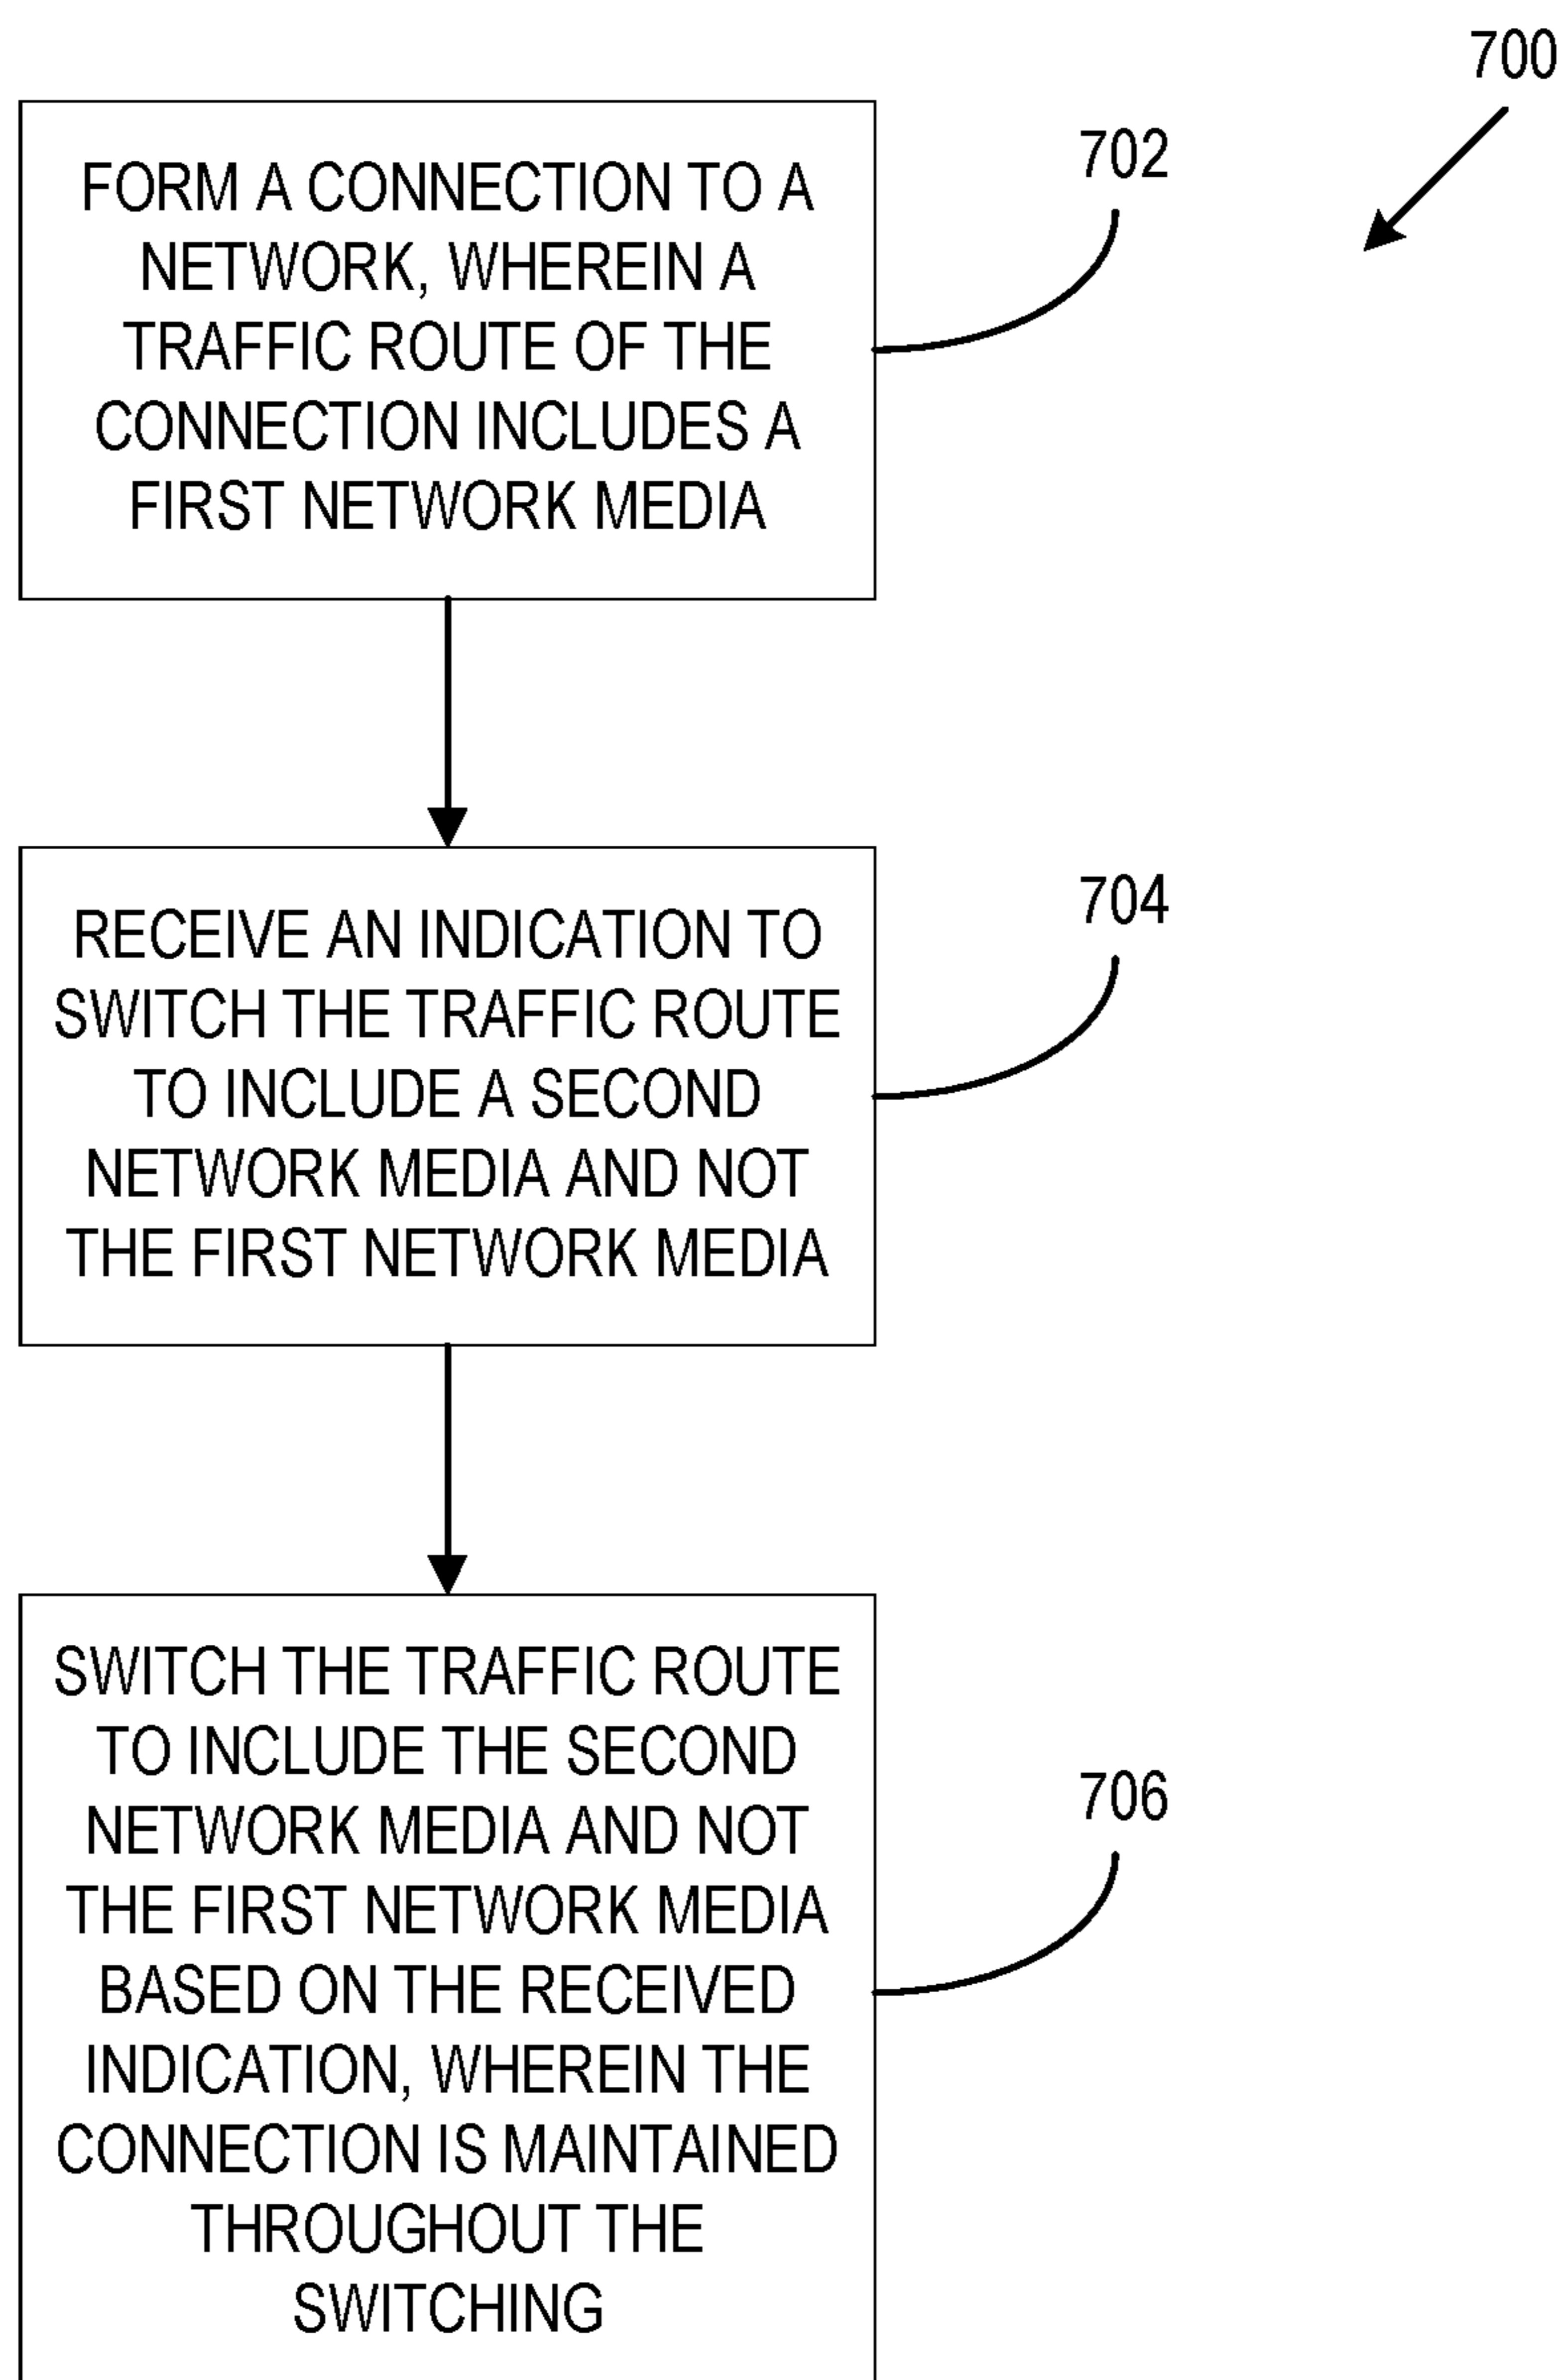 700
702
FORM A CONNECTION TO A
NETWORK, WHEREIN A
TRAFFIC ROUTE OF THE
CONNECTION INCLUDES A
FIRST NETWORK MEDIA
704
RECEIVE AN INDICATION TO
SWITCH THE TRAFFIC ROUTE
TO INCLUDE A SECOND
NETWORK MEDIA AND NOT
THE FIRST NETWORK MEDIA
706
SWITCH THE TRAFFIC ROUTE
TO INCLUDE THE SECOND
NETWORK MEDIA AND NOT
THE FIRST NETWORK MEDIA
BASED ON THE RECEIVED
INDICATION, WHEREIN THE
CONNECTION IS MAINTAINED
THROUGHOUT THE
SWITCHING